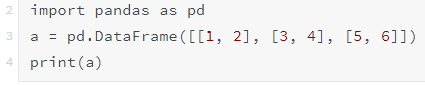 2 import pandas as pd
3 a = pd.DataFrame([[1, 2], [3, 4], [5, 6]])
4 print(a)